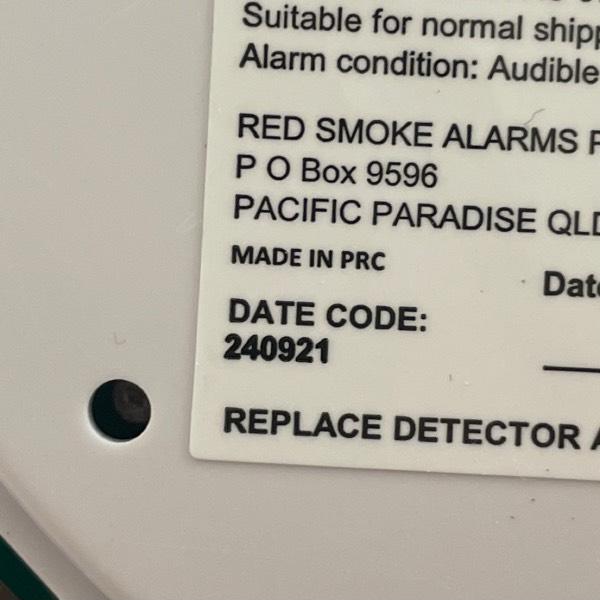 Suitable for normal shipp
Alarm condition: Audible
RED SMOKE ALARMS P
P O Box 9596
PACIFIC PARADISE QLD
MADE IN PRC
Date
DATE CODE:
240921
REPLACE DETECTOR A